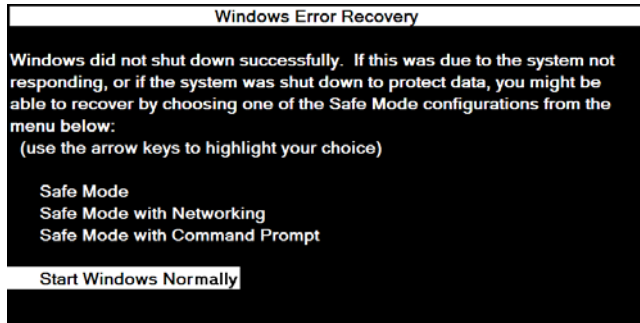 Windows Error Recovery
Windows did not shut down successfully. If this was due to the system not
responding, or if the system was shut down to protect data, you might be
able to recover by choosing one of the Safe Mode configurations from the
menu below:
(use the arrow keys to highlight your choice)
Safe Mode
Safe Mode with Networking
Safe Mode with Command Prompt
Start Windows Normally